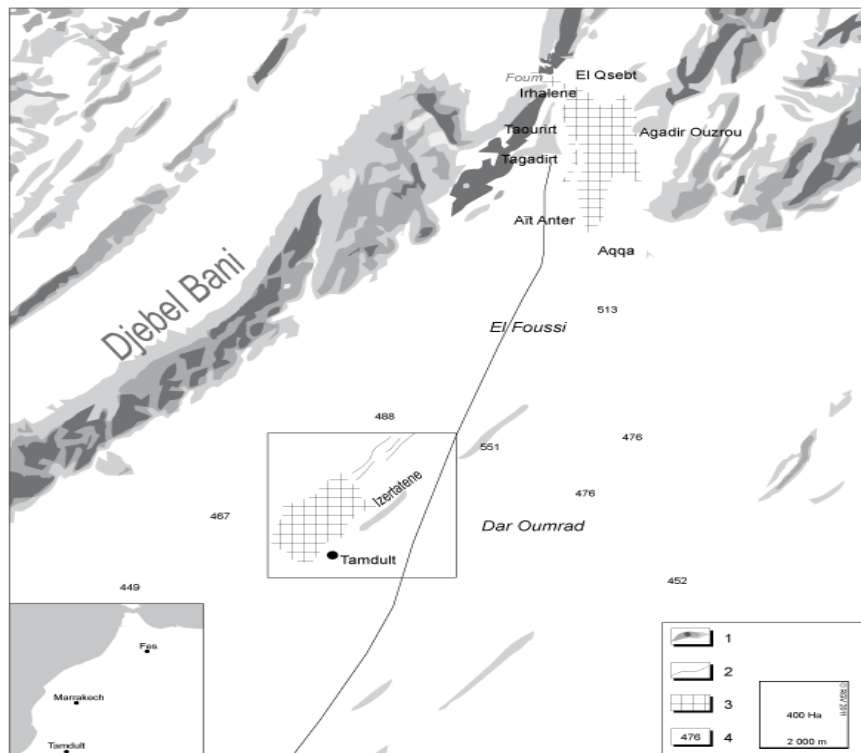 Foum
El Qsebt
Irhalene
Taourirt
Agadir Ouzrou
Tagadirt
Aït Anter
Aqqa
Djebel Bani
513
El Foussi
488
476
551
Izertatene
476
467
Dar Oumrad
Tamdult
449
452
Fes
Marrakech
Tamdult
1
2
3
476
4
400 Ha
2 000 m
© RGV 2011